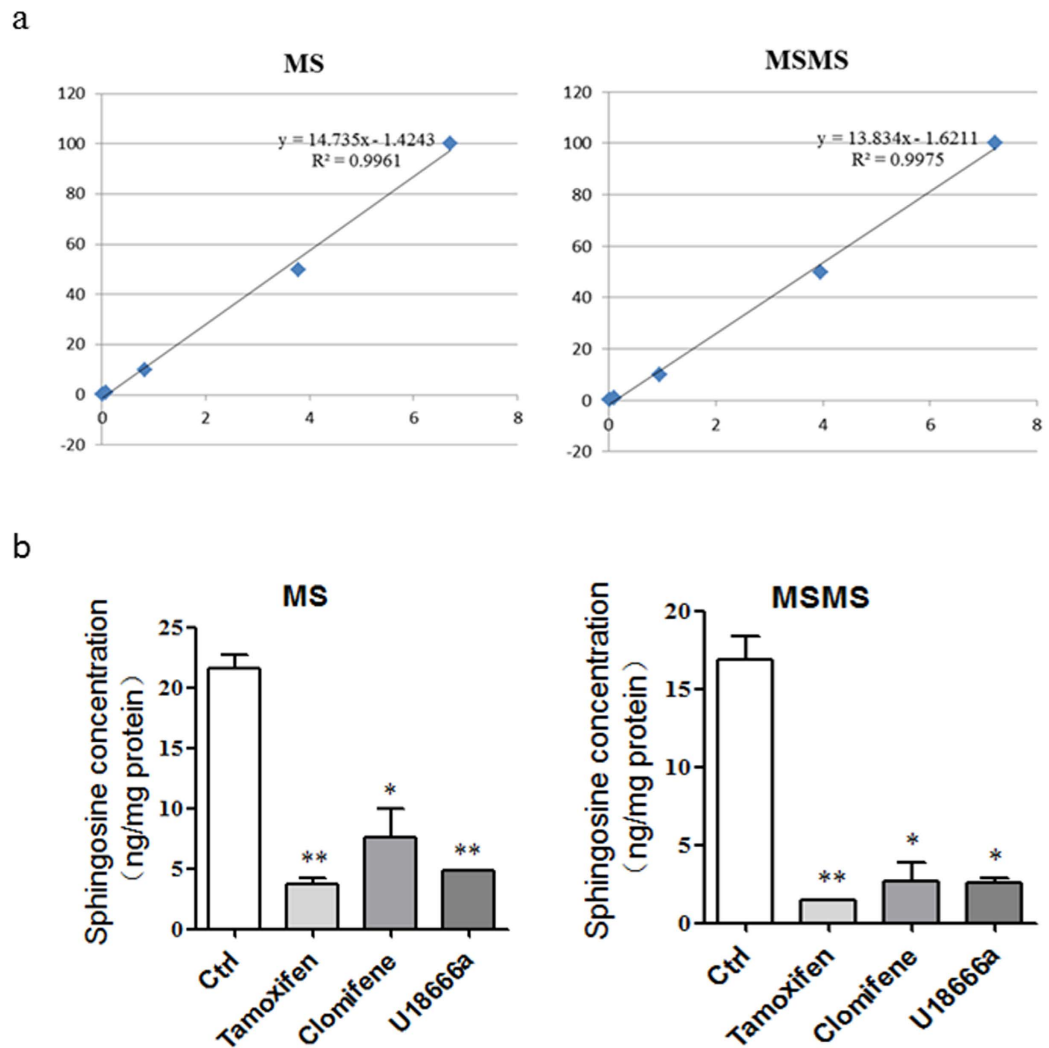 a
MS
120
100
80
60
40
20
0
-20
0
2
4
6
8
y = 14.735x - 1.4243
R² = 0.9961
MSMS
120
100
80
60
40
20
0
-20
0
2
4
6
8
y = 13.834x - 1.6211
R² = 0.9975
b
MS
Sphingosine concentration
(ng/mg protein)
25
20
15
10
5
0
**
*
**
Ctrl
Tamoxifen
Clomifene
U18666a
MSMS
Sphingosine concentration
(ng/mg protein)
20
15
10
5
0
**
*
*
Ctrl
Tamoxifen
Clomifene
U18666a